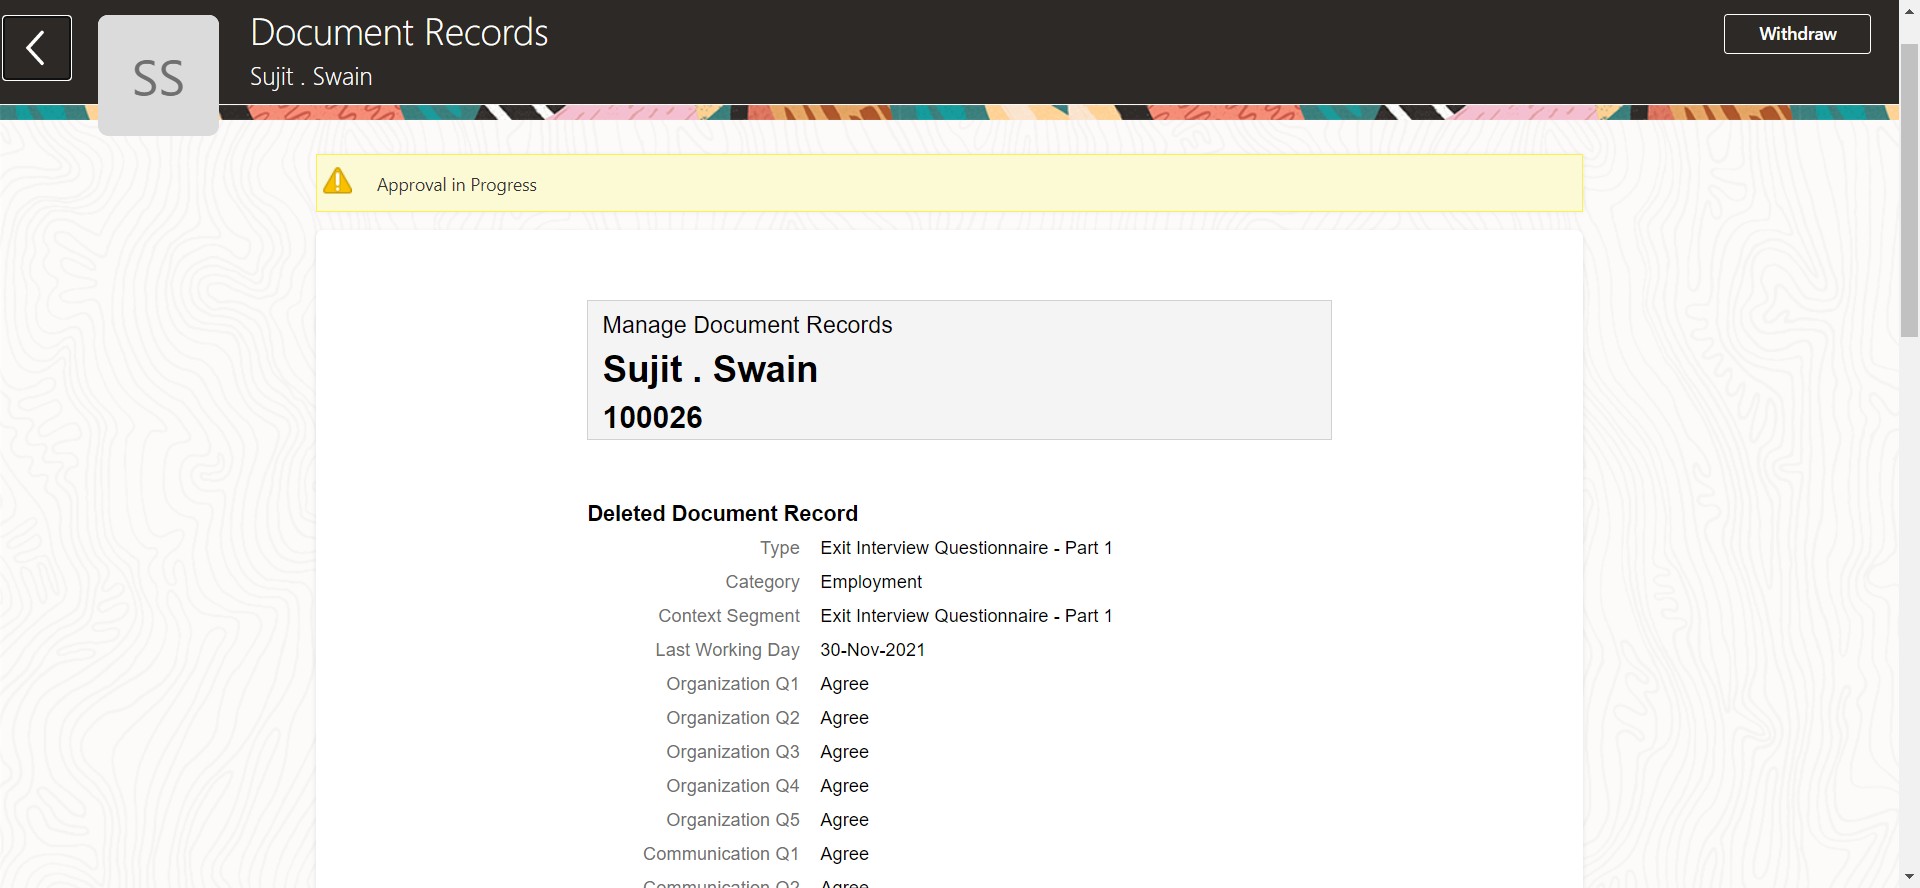 Document Records
Withdraw
SS
Sujit . Swain
Approval in Progress
Manage Document Records
Sujit . Swain
100026
Deleted Document Record
Type Exit Interview Questionnaire - Part 1
Category Employment
Context Segment Exit Interview Questionnaire - Part 1
Last Working Day 30-Nov-2021
Organization Q1 Agree
Organization Q2 Agree
Organization Q3 Agree
Organization Q4 Agree
Organization Q5 Agree
Communication Q1 Agree
Communication Q2 Agree